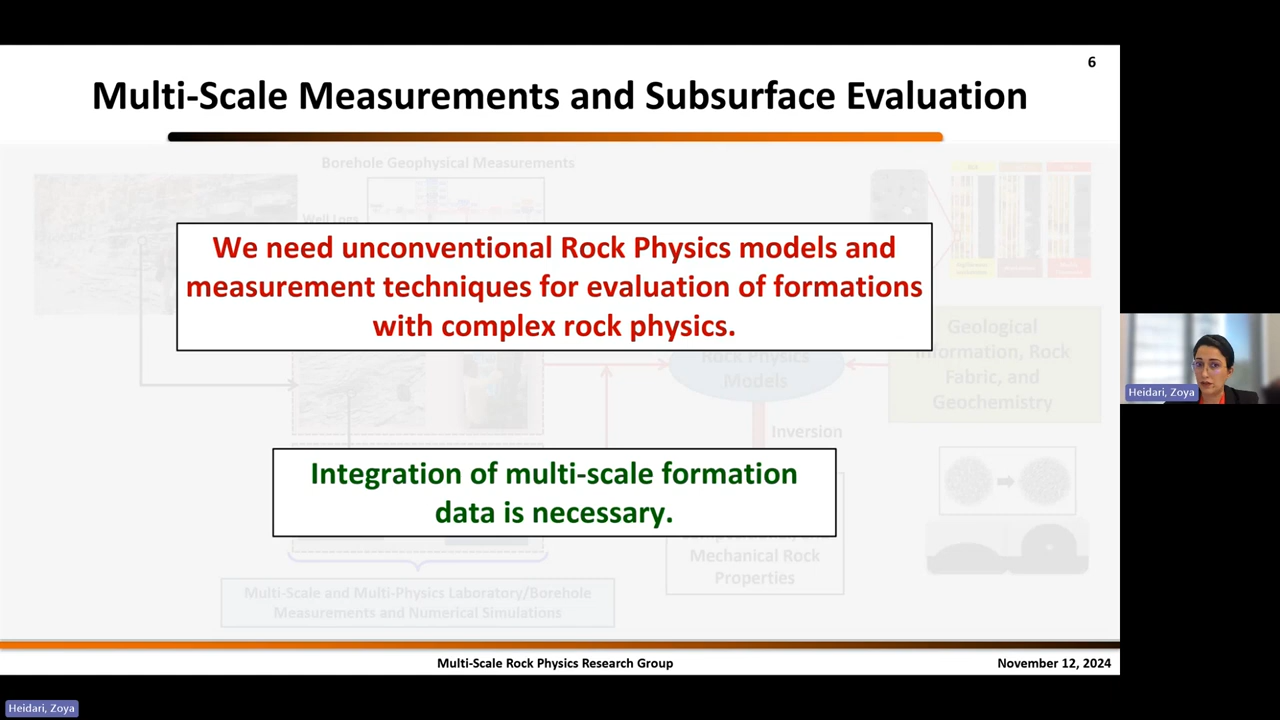 6
Multi-Scale Measurements and Subsurface Evaluation
Borehole Geophysical Measurements
Well Logs
We need unconventional Rock Physics models and
measurement techniques for evaluation of formations
with complex rock physics.
Rock Physics
Models
Geological
Information, Rock
Fabric, and
Geochemistry
Inversion
Integration of multi-scale formation
data is necessary.
Mechanical Rock
Properties
Multi-Scale and Multi-Physics Laboratory/Borehole
Measurements and Numerical Simulations
Multi-Scale Rock Physics Research Group
November 12, 2024
Heidari, Zoya
Heidari, Zoya